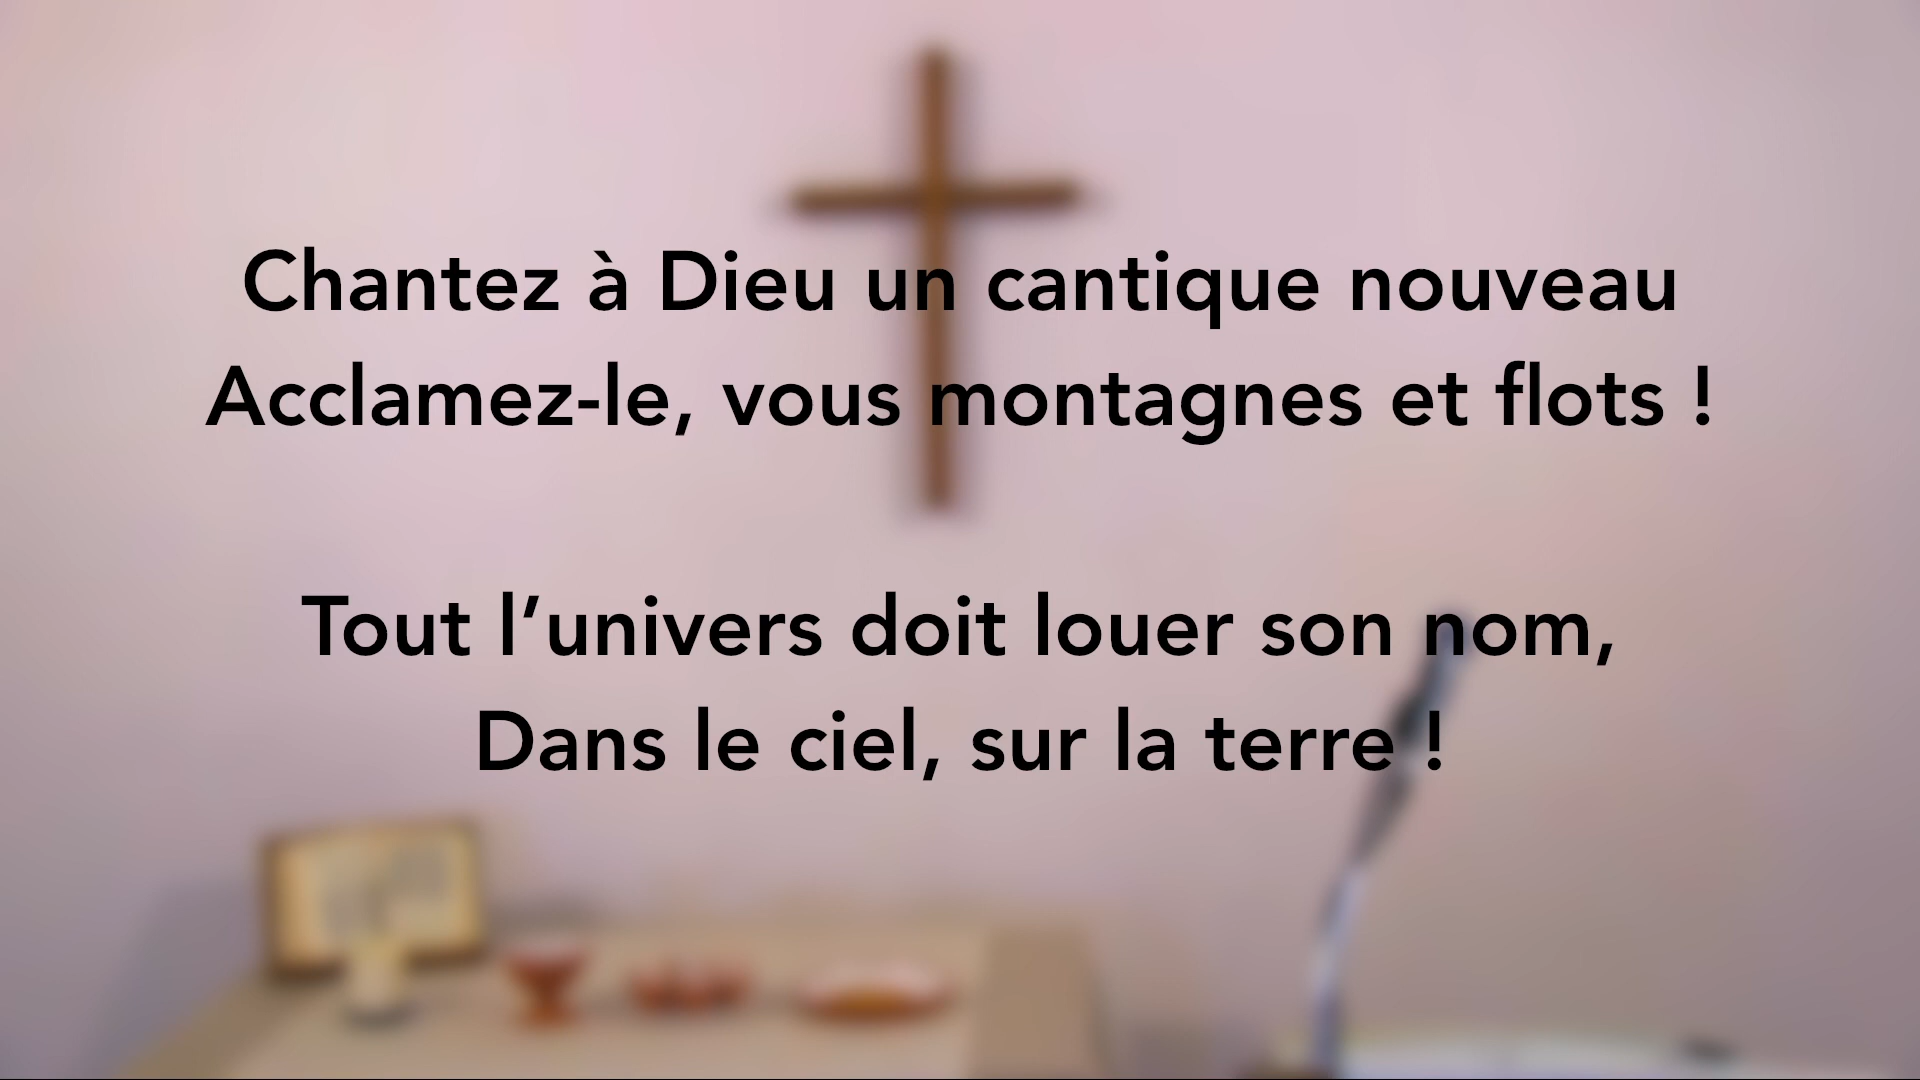 Chantez à Dieu un cantique nouveau
Acclamez-le, vous montagnes et flots !
Tout l’univers doit louer son nom,
Dans le ciel, sur la terre !